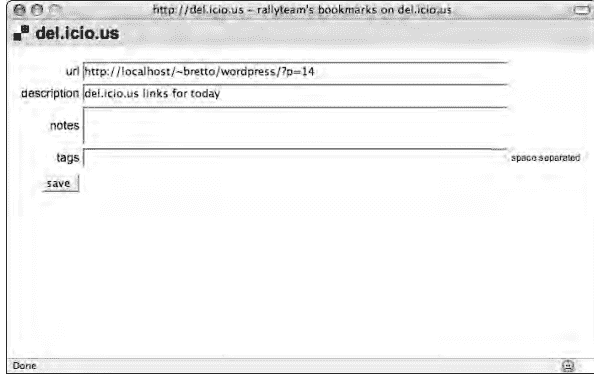 http://del.icio.us – rallyteam's bookmarks on del.icio.us
del.icio.us
url http://localhost/~bretto/wordpress/?p=14
description del.icio.us links for today
notes
tags space separated
save
Done